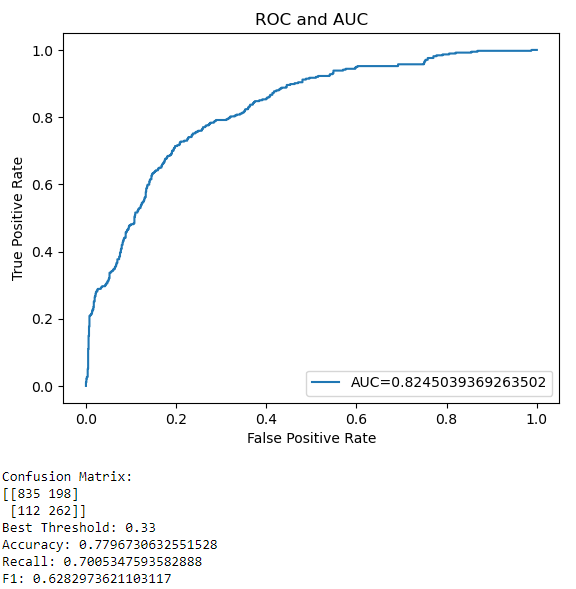 ROC and AUC
1.0
0.8
0.6
0.4
0.2
0.0
True Positive Rate
AUC=0.8245039369263502
0.0 0.2 0.4 0.6 0.8 1.0
False Positive Rate
Confusion Matrix:
[[835 198]
 [112 262]]
Best Threshold: 0.33
Accuracy: 0.7796730632551528
Recall: 0.7005347593582888
F1: 0.6282973621103117